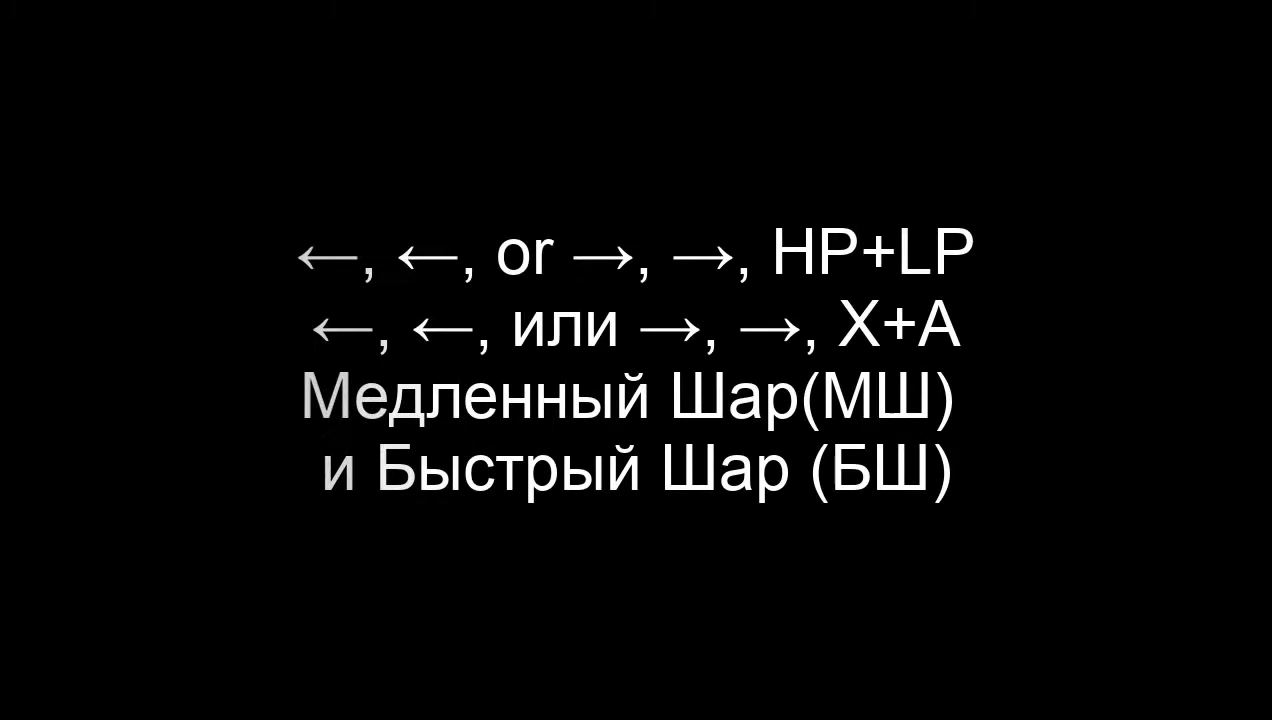 ←, ←, or →, →, HP+LP
←, ←, или →, →, X+A
Медленный Шар(МШ)
и Быстрый Шар (БШ)